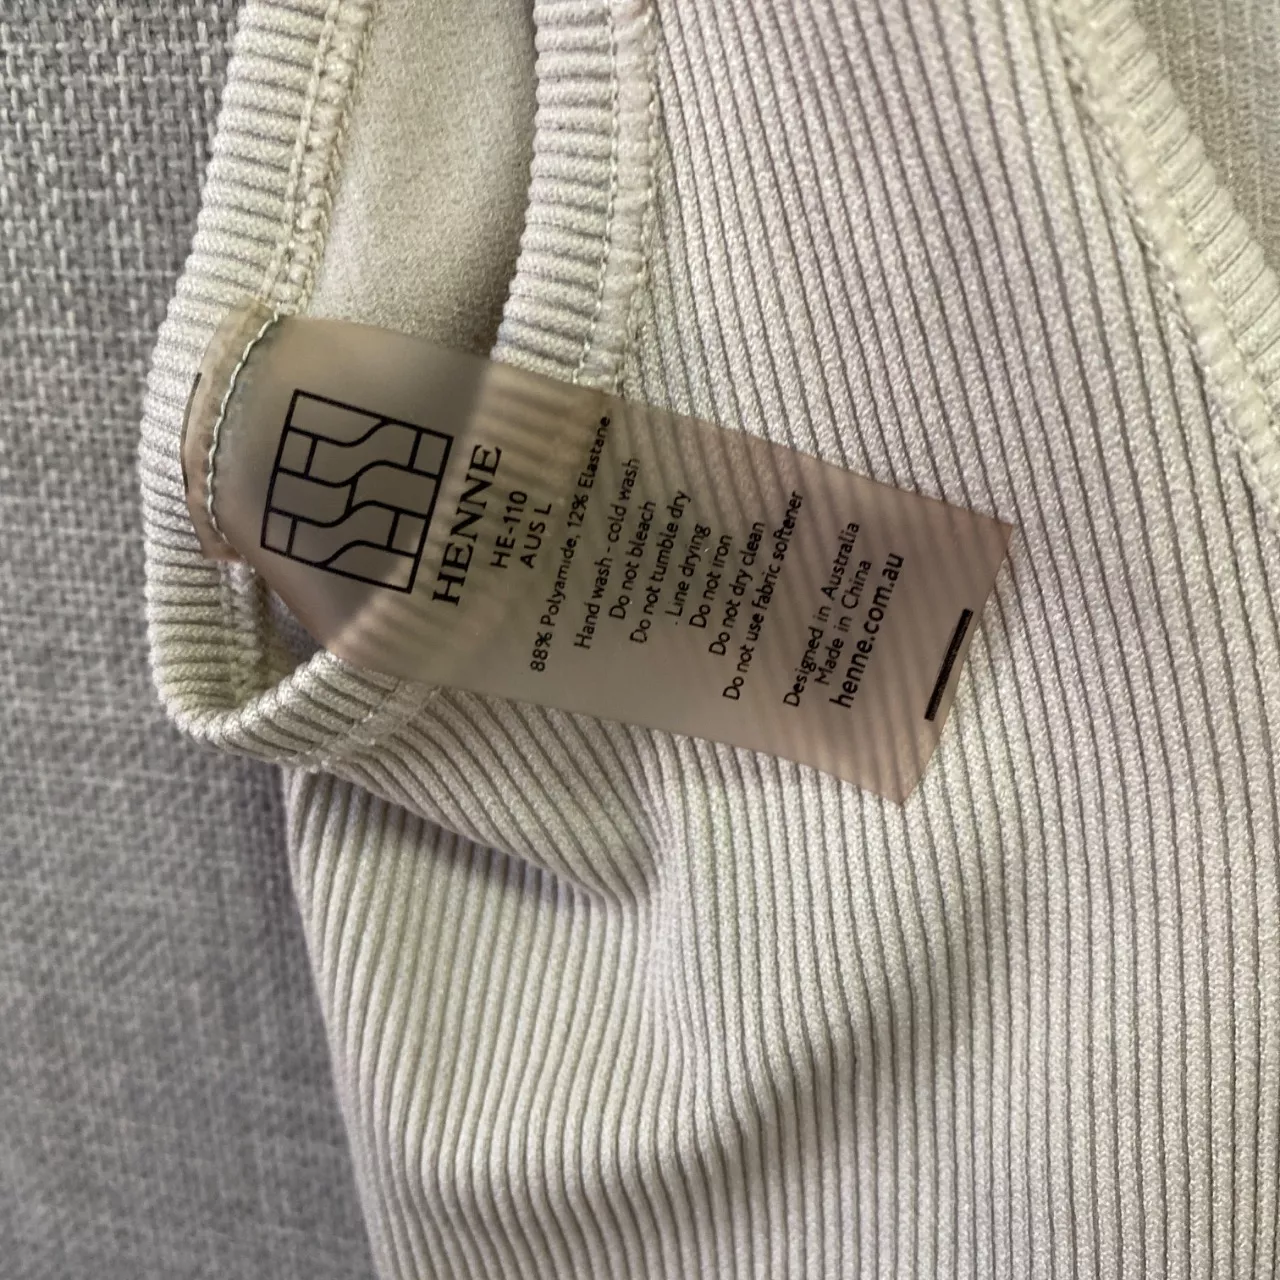 HENNE
HE-110
AUS L
88% Polyamide, 12% Elastane
Hand wash - cold wash
Do not bleach
Do not tumble dry
. Line drying
Do not iron
Do not dry clean
Do not use fabric softener
Designed in Australia
Made in China
henne.com.au